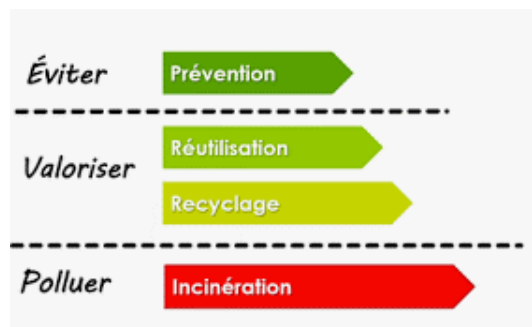 Éviter
Prévention
Valoriser
Réutilisation
Recyclage
Polluer
Incinération